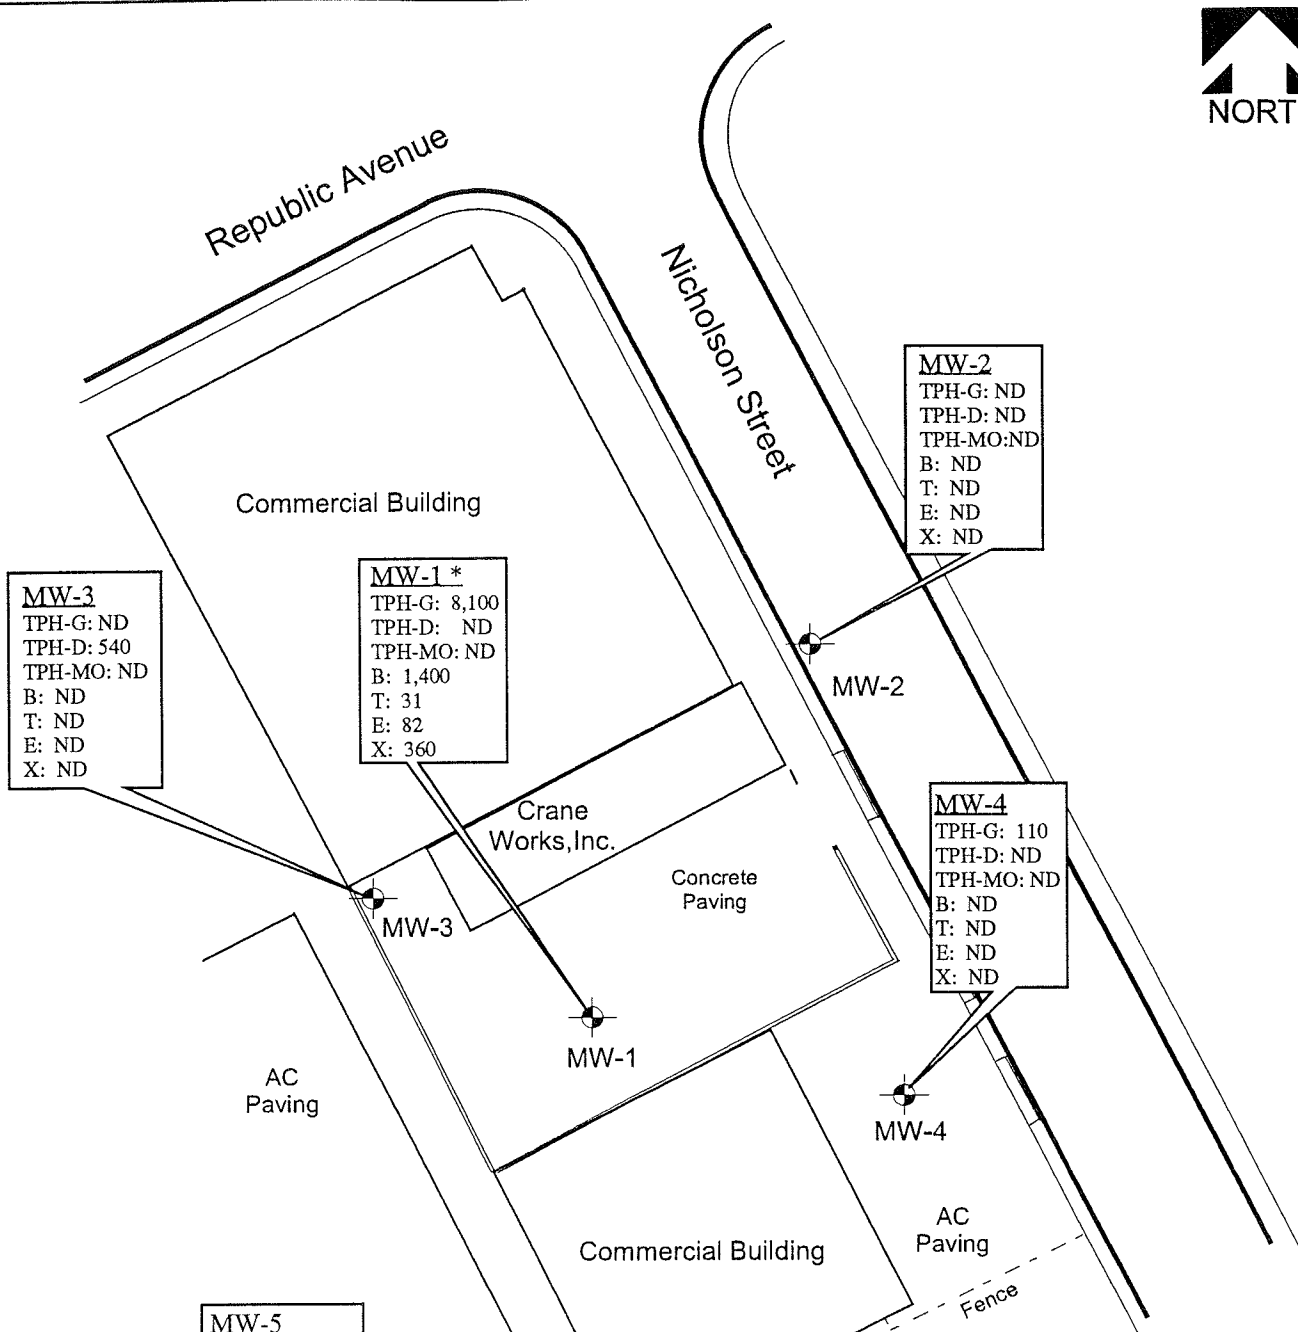 NORT
Republic Avenue
Nicholson Street
MW-2
TPH-G: ND
TPH-D: ND
TPH-MO:ND
B: ND
T: ND
E: ND
X: ND
Commercial Building
MW-1 *
TPH-G: 8,100
TPH-D: ND
TPH-MO: ND
B: 1,400
T: 31
E: 82
X: 360
MW-3
TPH-G: ND
TPH-D: 540
TPH-MO: ND
B: ND
T: ND
E: ND
X: ND
MW-2
Crane
Works,Inc.
MW-4
TPH-G: 110
TPH-D: ND
TPH-MO: ND
B: ND
T: ND
E: ND
X: ND
Concrete
Paving
MW-3
MW-1
AC
Paving
MW-4
AC
Paving
Commercial Building
Fence
MW-5